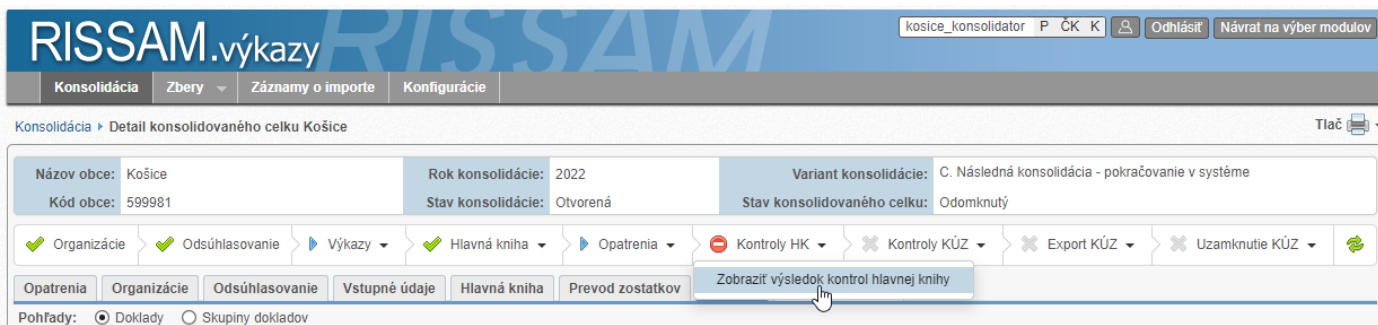 RISSAM.výkazy
RISSAM
kosice_konsolidator P ČK K Odhlásiť Návrat na výber modulov
Konsolidácia Zbery Záznamy o importe Konfigurácie
Konsolidácia Detail konsolidovaného celku Košice Tlač
Názov obce: Košice Rok konsolidácie: 2022 Variant konsolidácie: C. Následná konsolidácia - pokračovanie v systéme
Kód obce: 599981 Stav konsolidácie: Otvorená Stav konsolidovaného celku: Odomknutý
Organizácie Odsúhlasovanie Výkazy Hlavná kniha Opatrenia Kontroly HK Kontroly KÚZ Export KÚZ Uzamknutie KÚZ
Zobraziť výsledok kontrol hlavnej knihy
Opatrenia Organizácie Odsúhlasovanie Vstupné údaje Hlavná kniha Prevod zostatkov
Pohľady: Doklady Skupiny dokladov